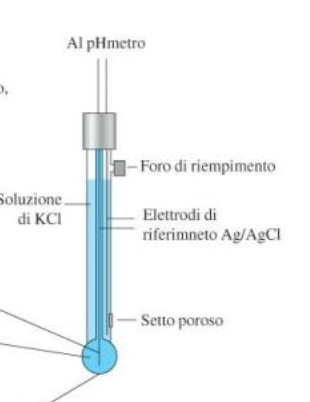 Al pHmetro
Foro di riempimento
Soluzione
di KCl
Elettrodi di
riferimneto Ag/AgCl
Setto poroso